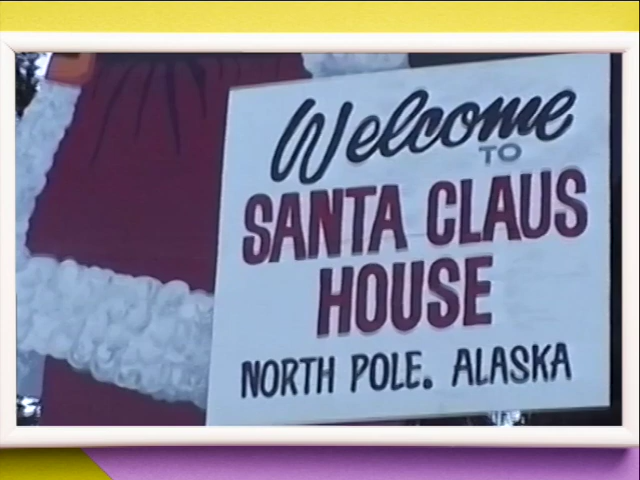 Welcome
TO
SANTA CLAUS
HOUSE
NORTH POLE. ALASKA